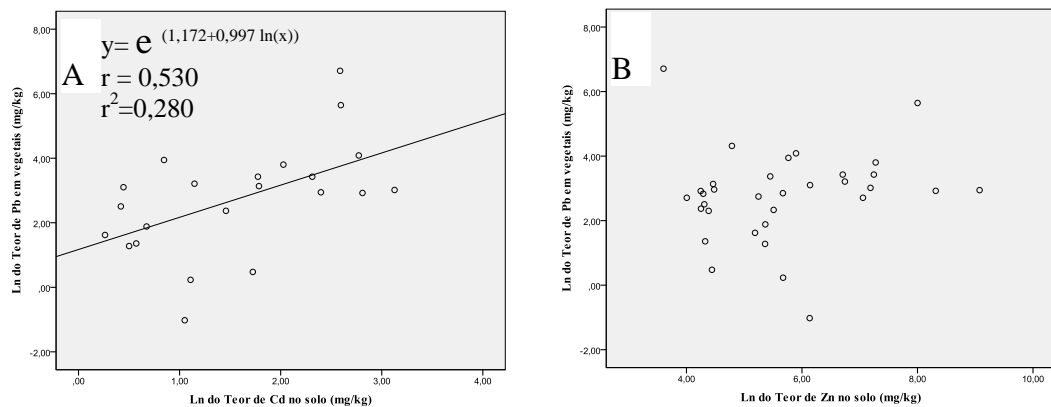 A
y= e (1,172+0,997 ln(x))
r = 0,530
r2=0,280
Ln do Teor de Pb em vegetais (mg/kg)
8,00
6,00
4,00
2,00
,00
-2,00
,00 1,00 2,00 3,00 4,00
Ln do Teor de Cd no solo (mg/kg)
B
Ln do Teor de Pb em vegetais (mg/kg)
8,00
6,00
4,00
2,00
,00
-2,00
4,00 6,00 8,00 10,00
Ln do Teor de Zn no solo (mg/kg)